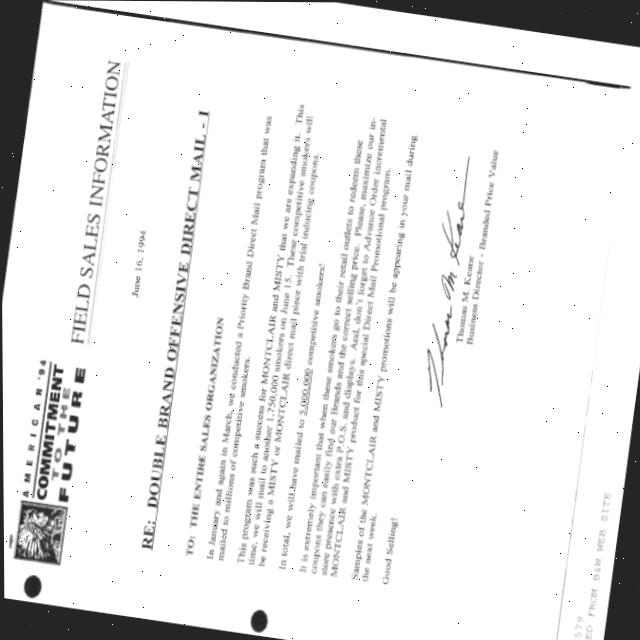 AMERICAN '94
COMMITMENT
TO THE
FUTURE
FIELD SALES INFORMATION
June 16, 1994
RE: DOUBLE BRAND OFFENSIVE DIRECT MAIL - I
TO: THE ENTIRE SALES ORGANIZATION
In January and again in March, we conducted a Priority Brand Direct Mail program that was
mailed to millions of competitive smokers.
This program was such a success for MONTCLAIR and MISTY that we are expanding it. This
time, we will mail to another 1,750,000 smokers on June 15. These competitive smokers will
be receiving a MISTY or MONTCLAIR direct mail piece with trial inducing coupons.
In total, we will have mailed to 5,000,000 competitive smokers!
It is extremely important that when these smokers go to their retail outlets to redeem these
coupons they can easily find our Brands and the correct selling price. Please, maximize our in-
store presence with extra P.O.S. and displays. And, don't forget to Advance Order incremental
MONTCLAIR and MISTY product for this special Direct Mail Promotional program.
Samples of the MONTCLAIR and MISTY promotions will be appearing in your mail during
the next week.
Good Selling!
Thomas M. Keane
Thomas M. Keane
Business Director - Branded Price Value
579
ED FROM B&W WEB SITE